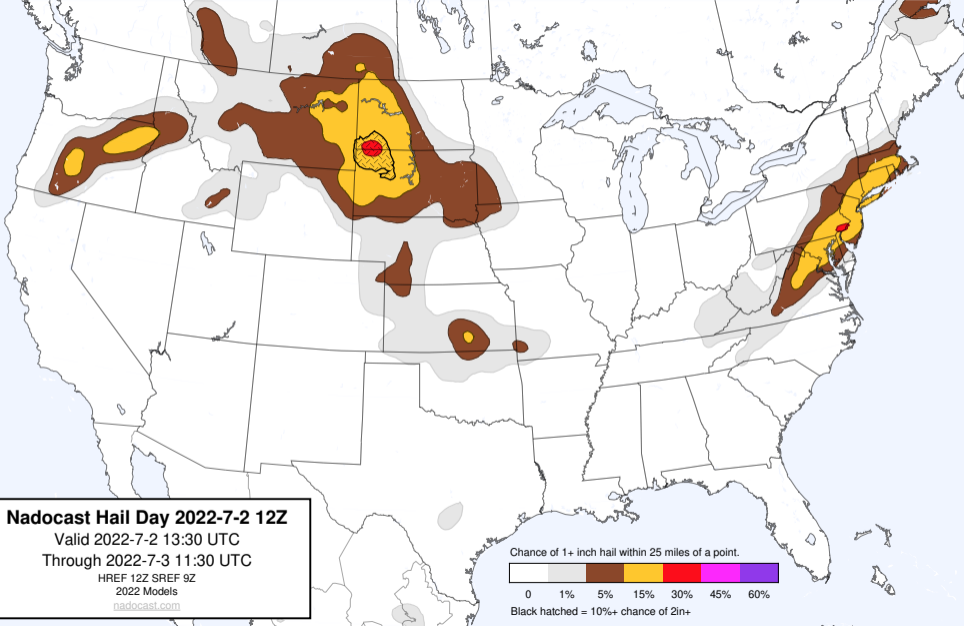 Nadocast Hail Day 2022-7-2 12Z
Valid 2022-7-2 13:30 UTC
Through 2022-7-3 11:30 UTC
HREF 12Z SREF 9Z
2022 Models
nadocast.com
Chance of 1+ inch hail within 25 miles of a point.
0 1% 5% 15% 30% 45% 60%
Black hatched = 10%+ chance of 2in+